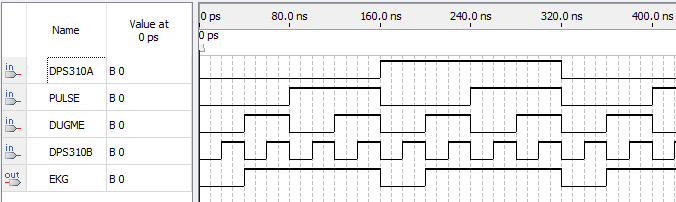 Name Value at 0 ps 0 ps 80.0 ns 160.0 ns 240.0 ns 320.0 ns 400.0 n
0 ps
in DPS310A B 0
in PULSE B 0
in DUGME B 0
in DPS310B B 0
out EKG B 0